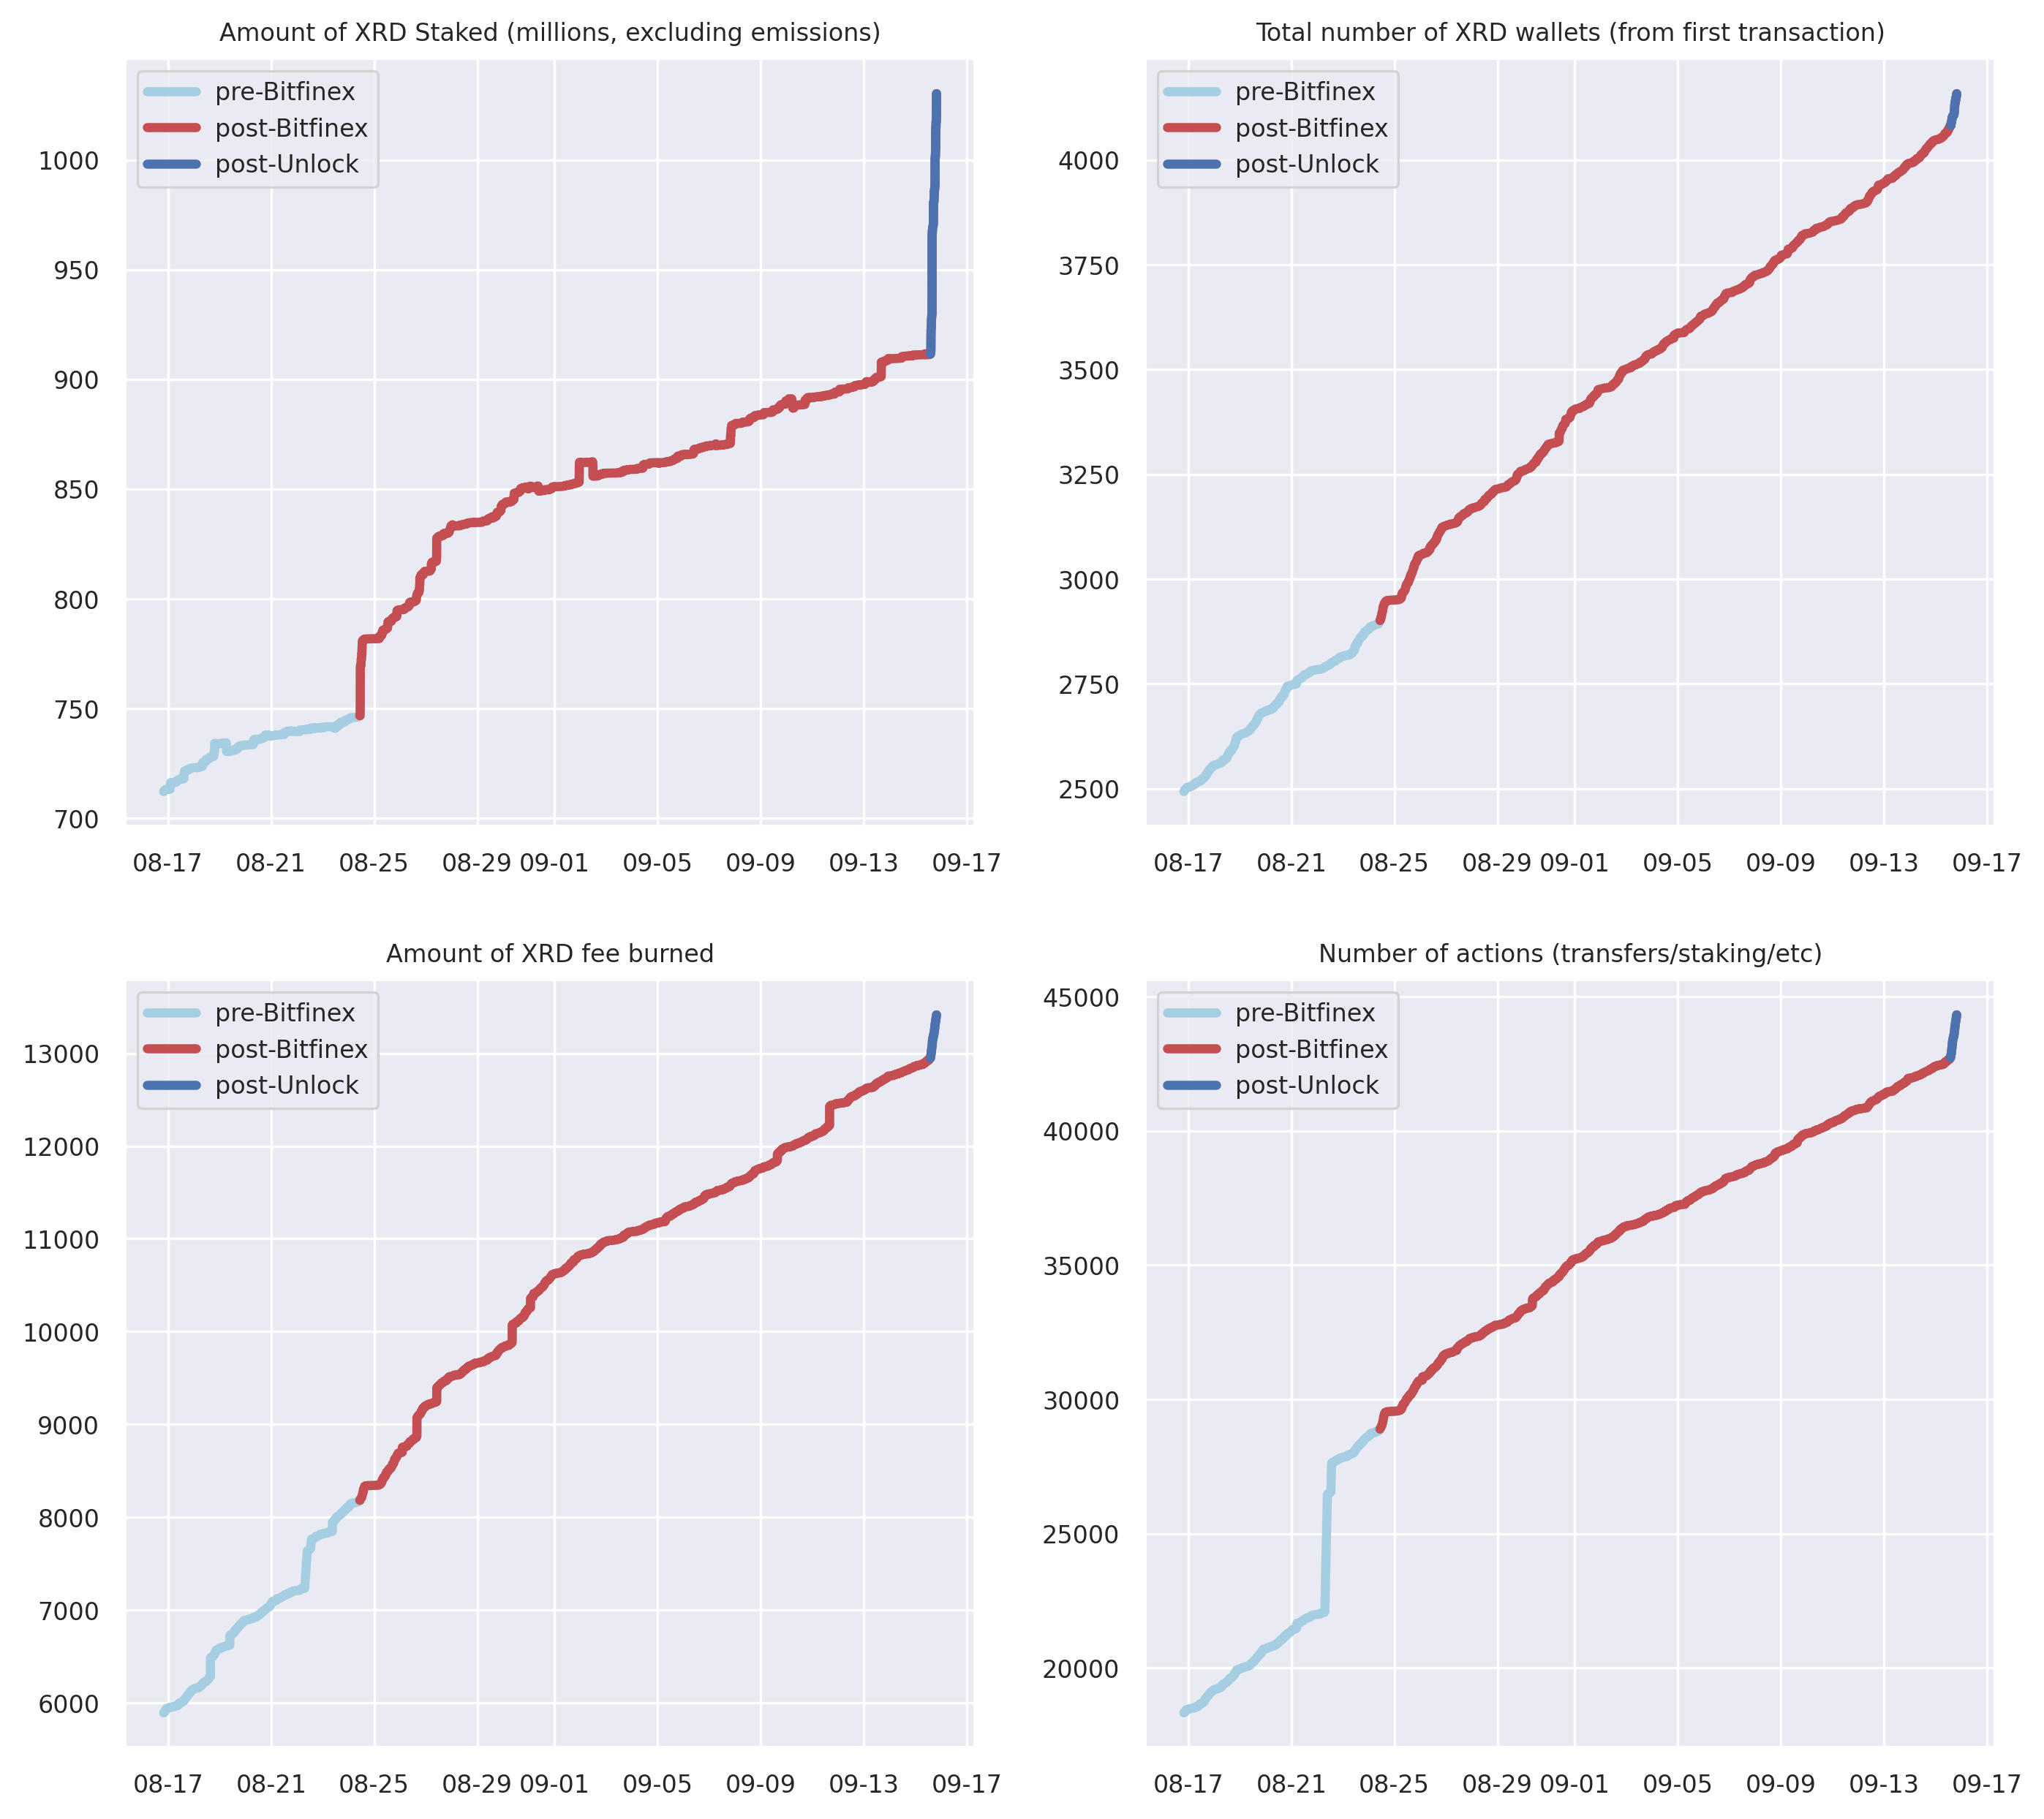 Amount of XRD Staked (millions, excluding emissions)
pre-Bitfinex
post-Bitfinex
post-Unlock
1000
950
900
850
800
750
700
08-17 08-21 08-25 08-29 09-01 09-05 09-09 09-13 09-17
Total number of XRD wallets (from first transaction)
pre-Bitfinex
post-Bitfinex
post-Unlock
4000
3750
3500
3250
3000
2750
2500
08-17 08-21 08-25 08-29 09-01 09-05 09-09 09-13 09-17
Amount of XRD fee burned
pre-Bitfinex
post-Bitfinex
post-Unlock
13000
12000
11000
10000
9000
8000
7000
6000
08-17 08-21 08-25 08-29 09-01 09-05 09-09 09-13 09-17
Number of actions (transfers/staking/etc)
pre-Bitfinex
post-Bitfinex
post-Unlock
45000
40000
35000
30000
25000
20000
08-17 08-21 08-25 08-29 09-01 09-05 09-09 09-13 09-17